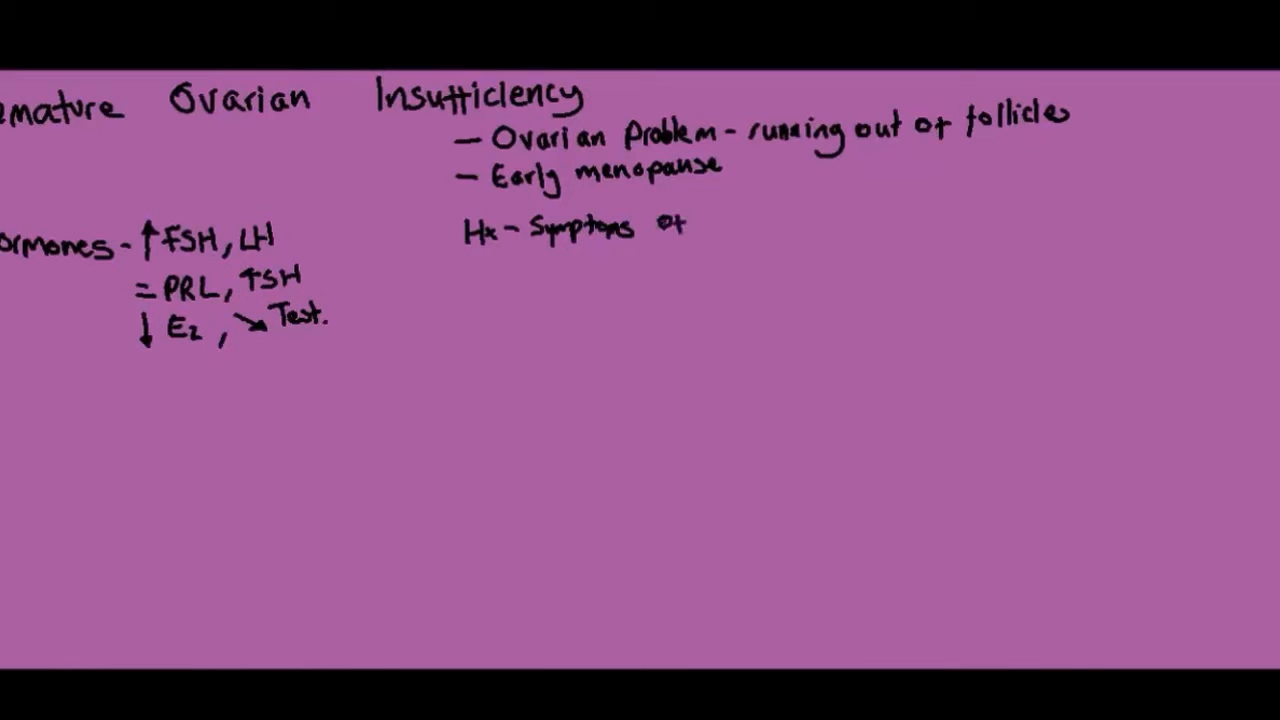 emature Ovarian Insufficiency
- Ovarian Problem - running out of follicles
- Early menopause
Hx - Symptoms of
ormones - ↑ FSH, LH
= PRL, TSH
↓ E2, ↘ Test.